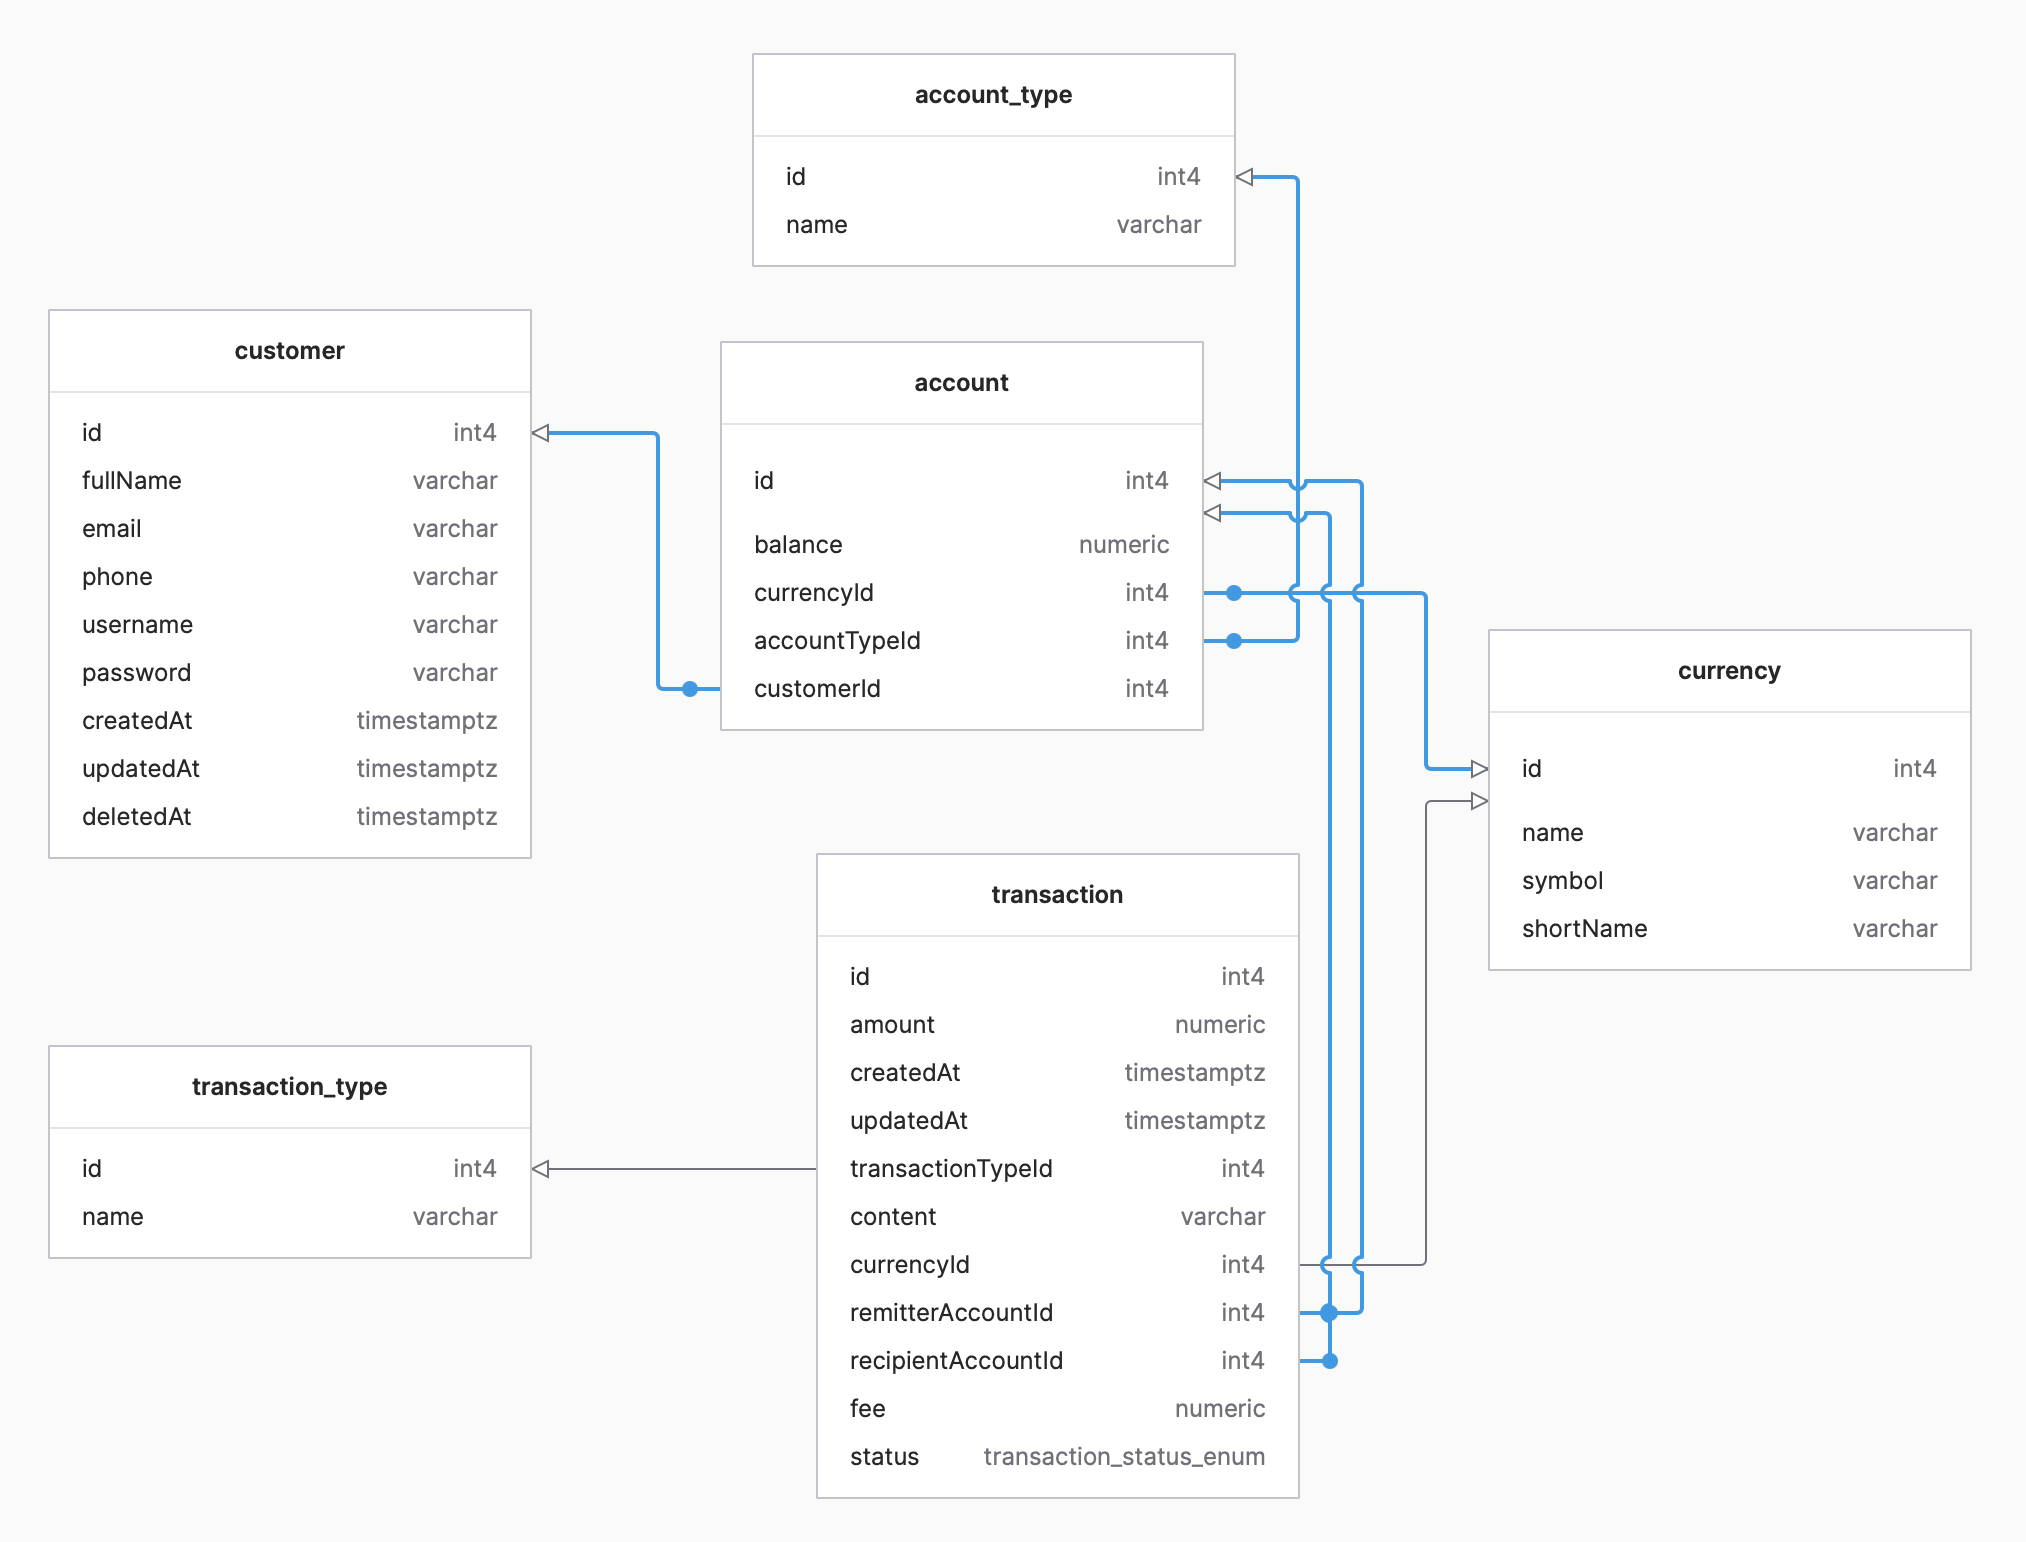 account_type
id int4
name varchar
customer
id int4
fullName varchar
email varchar
phone varchar
username varchar
password varchar
createdAt timestamptz
updatedAt timestamptz
deletedAt timestamptz
account
id int4
balance numeric
currencyId int4
accountTypeId int4
customerId int4
currency
id int4
name varchar
symbol varchar
shortName varchar
transaction
id int4
amount numeric
createdAt timestamptz
updatedAt timestamptz
transactionTypeId int4
content varchar
currencyId int4
remitterAccountId int4
recipientAccountId int4
fee numeric
status transaction_status_enum
transaction_type
id int4
name varchar